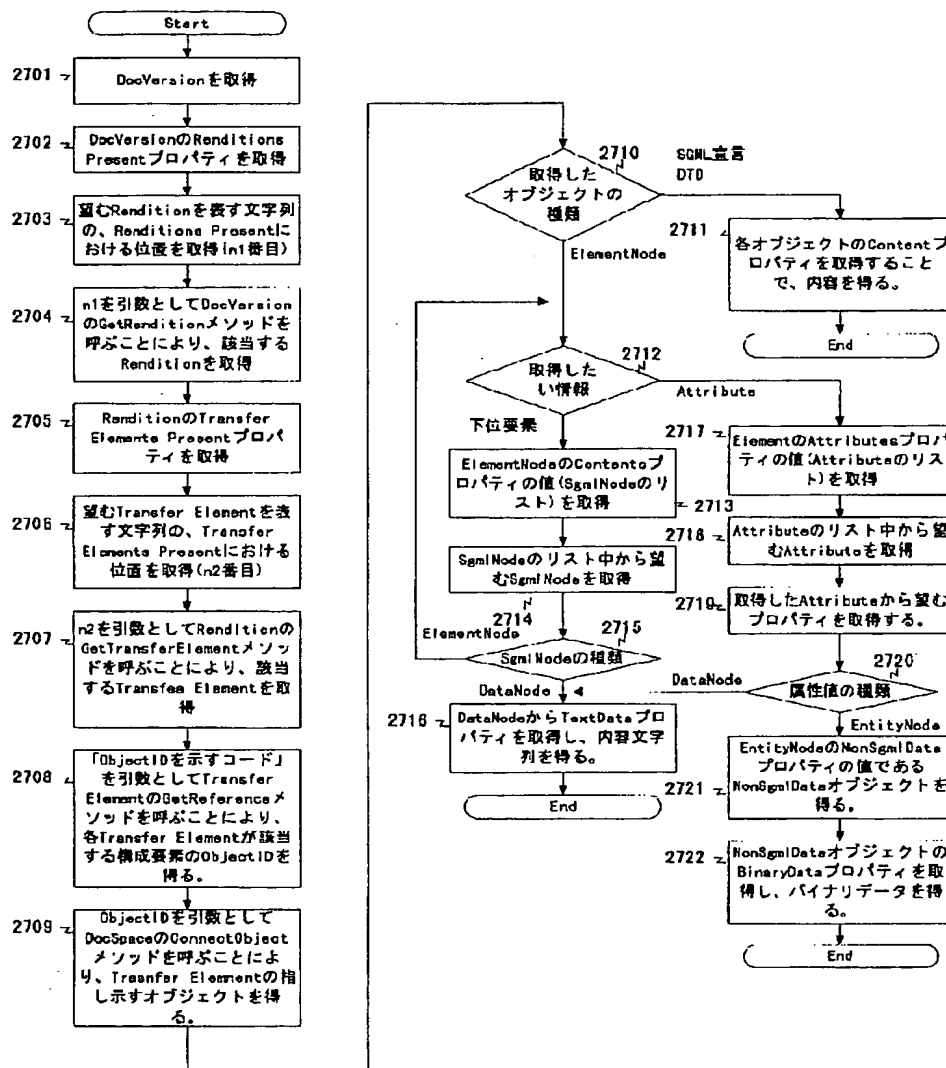 Start
2701
DocVersionを取得
2702
DocVersionのRenditions
Presentプロパティを取得
2703
望むRenditionを表す文字列
の、Renditions Presentに
おける位置を取得(n1番目)
2704
n1を引数としてDocVersion
のGetRenditionメソッドを
呼ぶことにより、該当する
Renditionを取得
2705
RenditionのTransfer
Elements Presentプロパ
ティを取得
2706
望むTransfer Elementを表
す文字列の、Transfer
Elements Presentにおける
位置を取得(n2番目)
2707
n2を引数としてRenditionの
GetTransferElementメソッ
ドを呼ぶことにより、該当
するTransfee Elementを取
得
2708
「ObjectIDを示すコード」
を引数としてTransfer
ElementのGetReferenceメ
ソッドを呼ぶことにより、
各Transfer Elementが該当
する構成要素のObjectIDを
得る。
2709
ObjectIDを引数として
DocSpaceのConnectObject
メソッドを呼ぶことによ
り、Treanfer Elemnentの指
し示すオブジェクトを得
る。
2710
取得した
オブジェクトの
種類
SGML宣言
DTD
ElementNode
2711
各オブジェクトのContentプ
ロパティを取得すること
で、内容を得る。
End
2712
取得した
い情報
Attribute
下位要素
2713
ElementNodeのContentsプ
ロパティの値(SgmlNodeのリ
スト)を取得
2714
SgmlNodeのリスト中から望
むSgmlNodeを取得
ElementNode
2715
SgmlNodeの種類
DataNode
2716
DataNodeからTextDataプロ
パティを取得し、内容文字
列を得る。
End
2717
ElementのAttributesプロパ
ティの値(Attributeのリス
ト)を取得
2718
Attributeのリスト中から望
むAttributeを取得
2719
取得したAttributeから望む
プロパティを取得する。
2720
属性値の種類
DataNode
EntityNode
2721
EntityNodeのNonSgmlData
プロパティの値である
NonSgmlDataオブジェクトを
得る。
2722
NonSgmlDataオブジェクトの
BinaryDataプロパティを取
得し、バイナリデータを得
る。
End